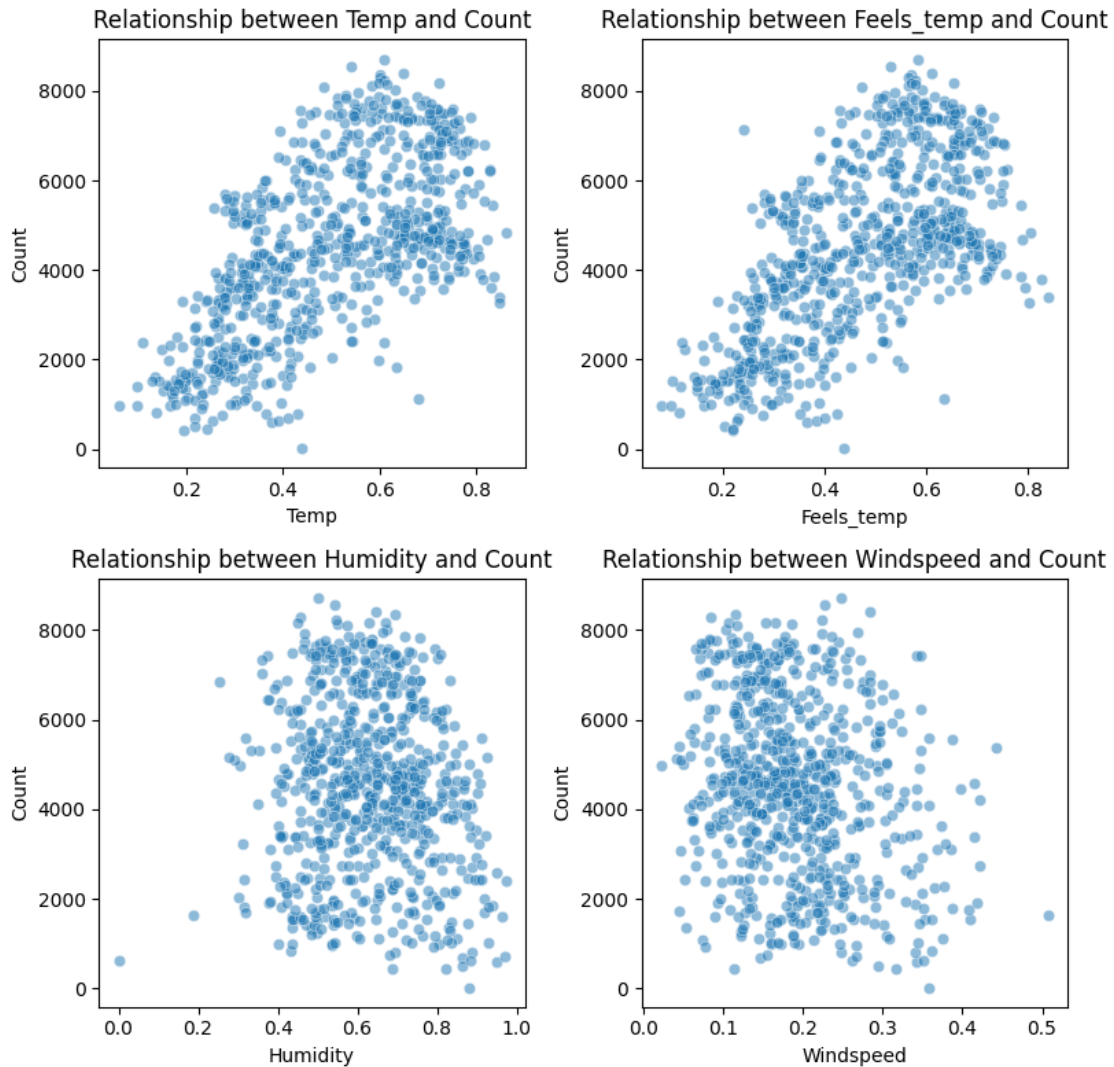 Relationship between Temp and Count
Count
8000
6000
4000
2000
0
0.2 0.4 0.6 0.8
Temp
Relationship between Feels_temp and Count
Count
8000
6000
4000
2000
0
0.2 0.4 0.6 0.8
Feels_temp
Relationship between Humidity and Count
Count
8000
6000
4000
2000
0
0.0 0.2 0.4 0.6 0.8 1.0
Humidity
Relationship between Windspeed and Count
Count
8000
6000
4000
2000
0
0.0 0.1 0.2 0.3 0.4 0.5
Windspeed